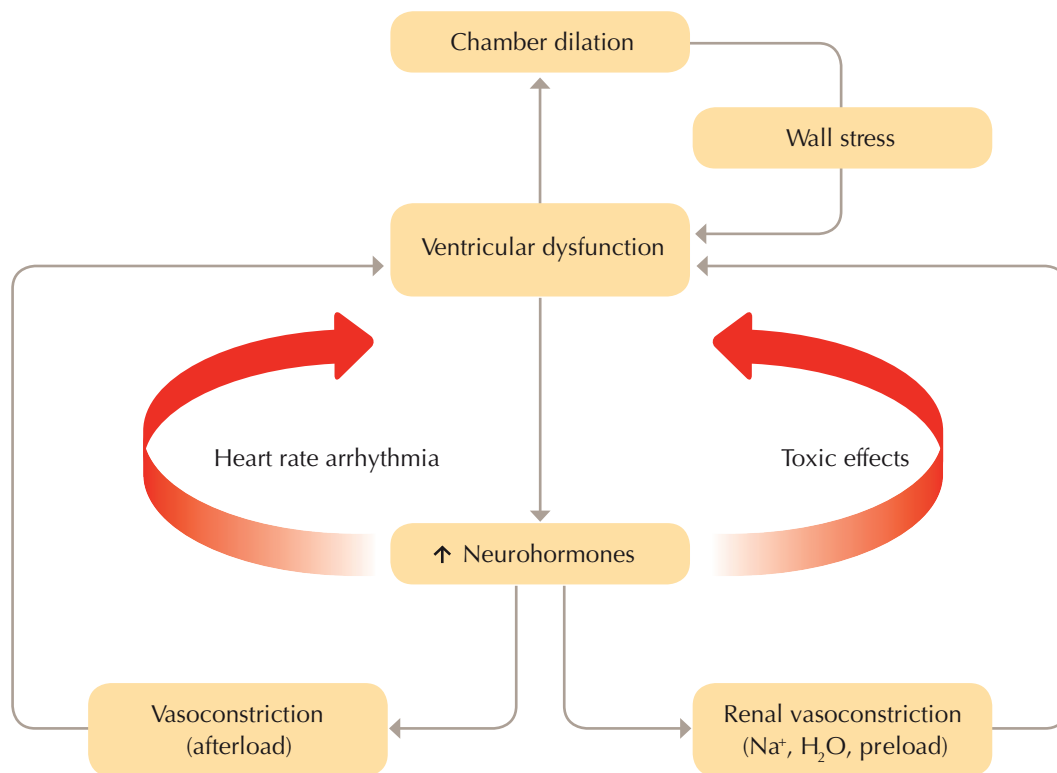 Chamber dilation
Wall stress
Ventricular dysfunction
Heart rate arrhythmia
Toxic effects
↑ Neurohormones
Vasoconstriction
(afterload)
Renal vasoconstriction
(Na⁺, H₂O, preload)